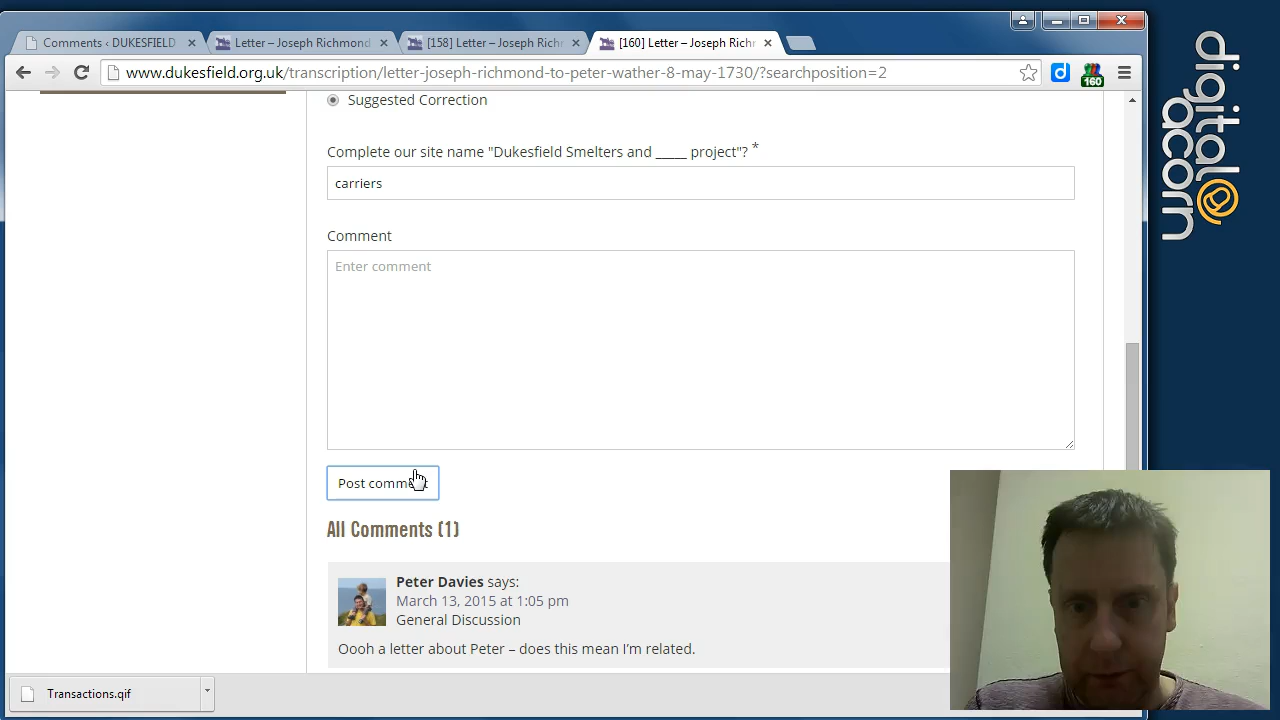 Comments ‹ DUKESFIELD
Letter – Joseph Richmond
[158] Letter – Joseph Richm
[160] Letter – Joseph Richm
www.dukesfield.org.uk/transcription/letter-joseph-richmond-to-peter-wather-8-may-1730/?searchposition=2
160
Suggested Correction
Complete our site name "Dukesfield Smelters and _____ project"? *
carriers
Comment
Enter comment
Post comment
All Comments (1)
Peter Davies says:
March 13, 2015 at 1:05 pm
General Discussion
Oooh a letter about Peter – does this mean I'm related.
Transactions.qif
digital@
acorn